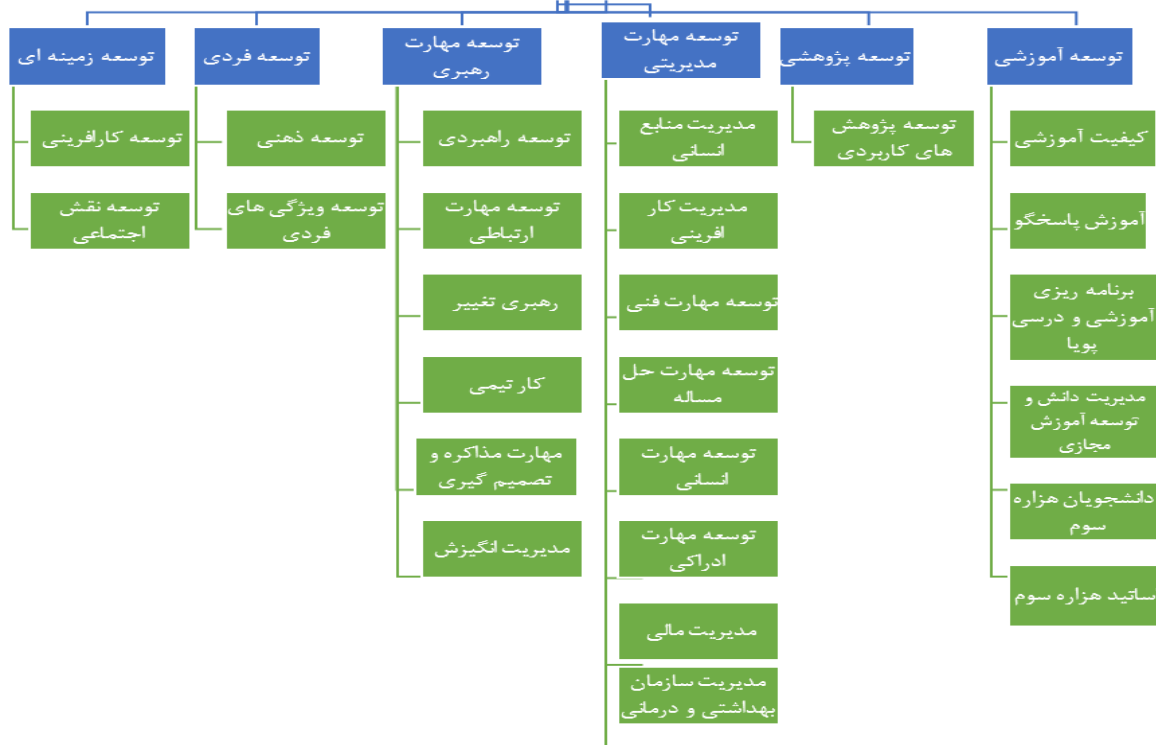 توسعه آموزشی
کیفیت آموزشی
آموزش پاسخگو
برنامه ریزی
آموزشی و درسی
پویا
مدیریت دانش و
توسعه آموزش
مجازی
دانشجویان هزاره
سوم
ساتید هزاره سوم
توسعه پژوهشی
توسعه پژوهش
های کاربردی
توسعه مهارت
مدیریتی
مدیریت منابع
انسانی
مدیریت کار
افرینی
توسعه مهارت فنی
توسعه مهارت حل
مساله
توسعه مهارت
انسانی
توسعه مهارت
ادراکی
مدیریت مالی
مدیریت سازمان
بهداشتی و درمانی
توسعه مهارت
رهبری
توسعه راهبردی
توسعه مهارت
ارتباطی
رهبری تغییر
کار تیمی
مهارت مذاکره و
تصمیم گیری
مدیریت انگیزش
توسعه فردی
توسعه ذهنی
توسعه ویژگی های
فردی
توسعه زمینه ای
توسعه کارافرینی
توسعه نقش
اجتماعی